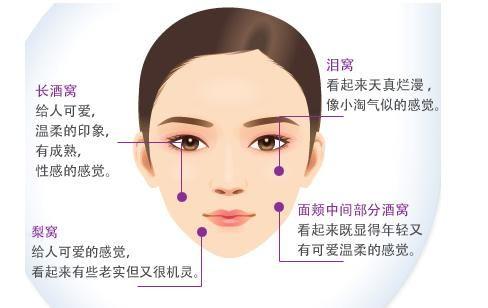 长酒窝
给人可爱,
温柔的印象,
有成熟,
性感的感觉。
泪窝
看起来天真烂漫,
像小淘气似的感觉。
梨窝
给人可爱的感觉,
看起来有些老实但又很机灵。
面颊中间部分酒窝
看起来既显得年轻又
有可爱温柔的感觉。